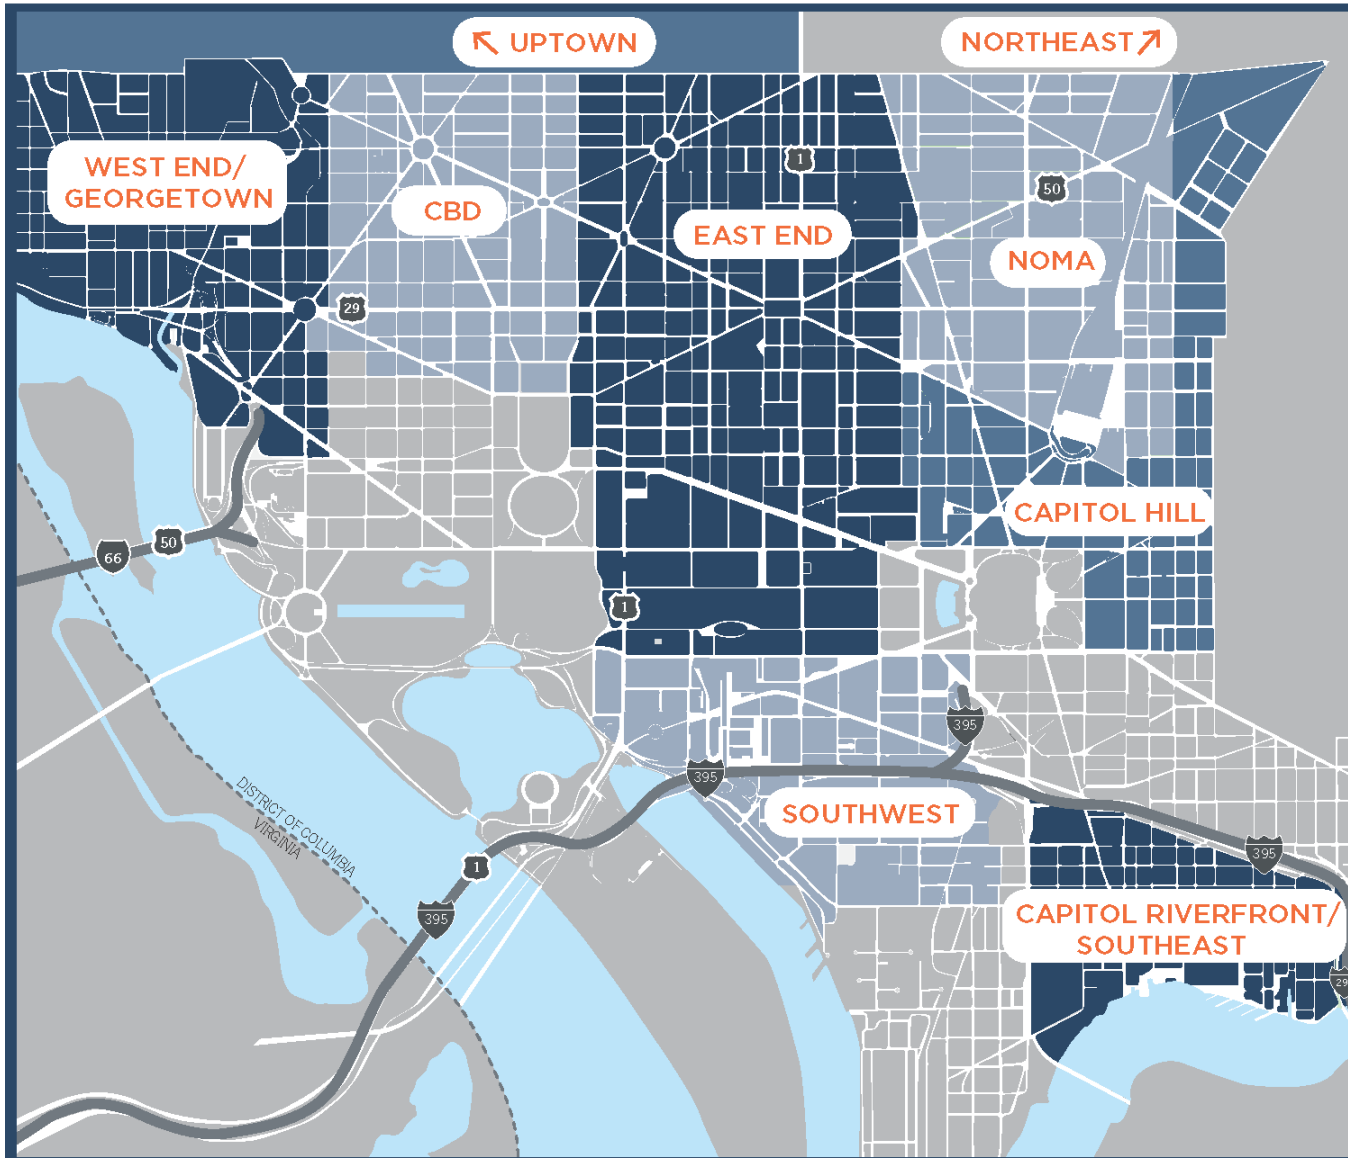 UPTOWN
NORTHEAST
1
WEST END/
GEORGETOWN
50
CBD
EAST END
NOMA
29
CAPITOL HILL
50
66
1
395
395
DISTRICT OF COLUMBIA
VIRGINIA
SOUTHWEST
1
395
395
CAPITOL RIVERFRONT/
SOUTHEAST